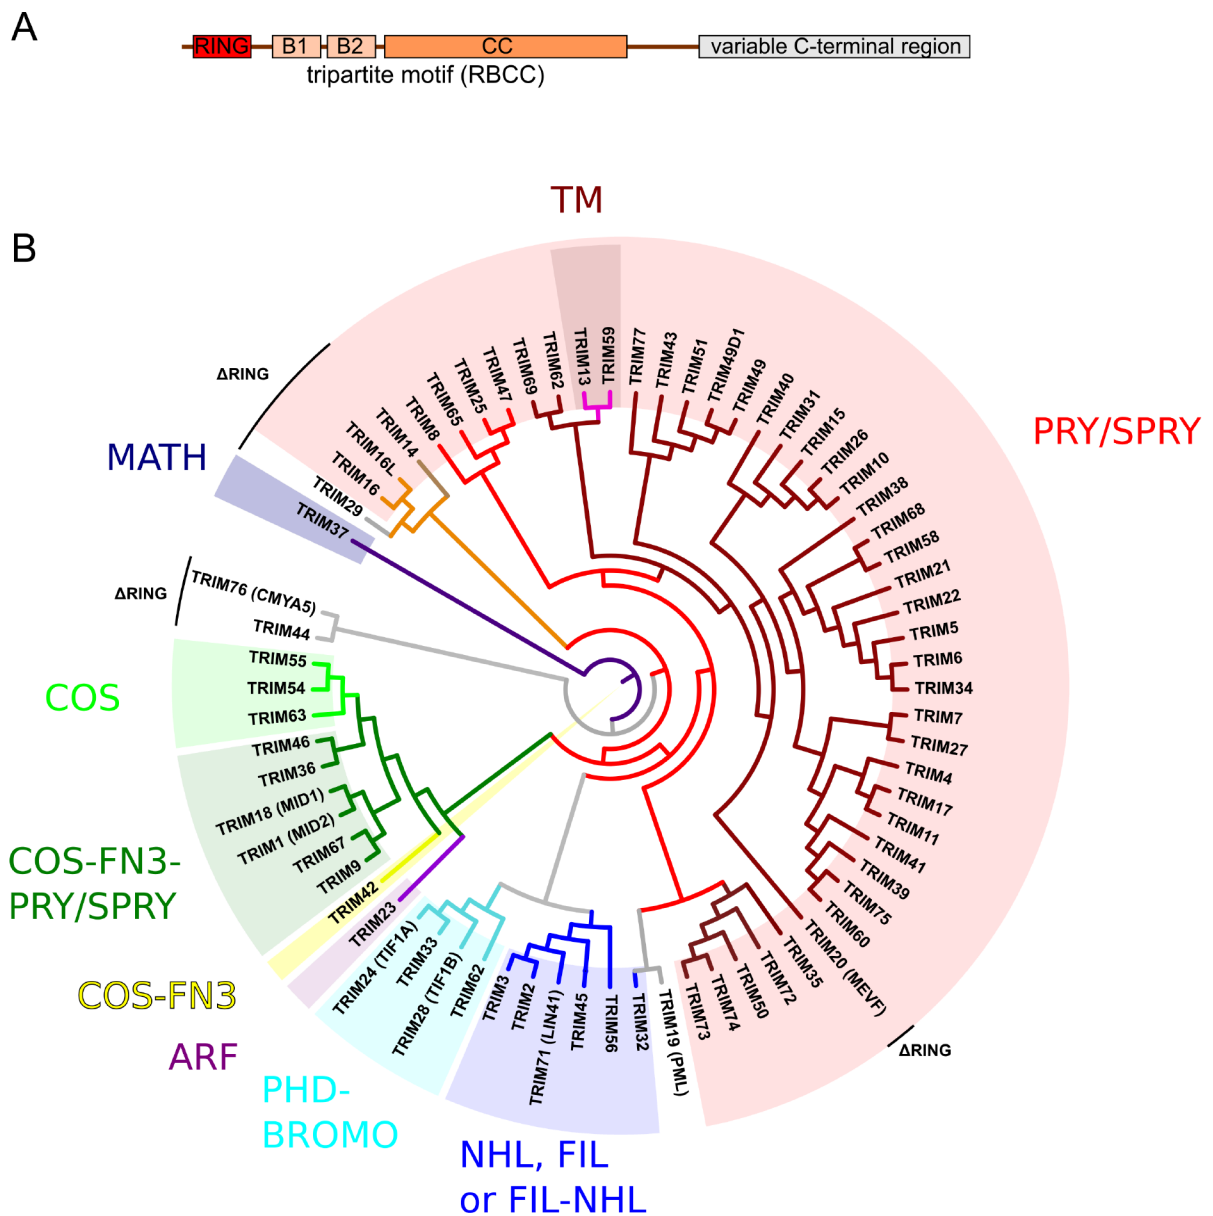 A
RING
B1
B2
CC
variable C-terminal region
tripartite motif (RBCC)
TM
B
PRY/SPRY
ΔRING
MATH
ΔRING
COS
COS-FN3-
PRY/SPRY
COS-FN3
ARF
PHD-
BROMO
NHL, FIL
or FIL-NHL
ΔRING
TRIM37
TRIM29
TRIM16
TRIM16L
TRIM14
TRIM8
TRIM65
TRIM25
TRIM47
TRIM69
TRIM62
TRIM13
TRIM59
TRIM77
TRIM43
TRIM51
TRIM49D1
TRIM49
TRIM40
TRIM31
TRIM15
TRIM26
TRIM10
TRIM38
TRIM68
TRIM58
TRIM21
TRIM22
TRIM5
TRIM6
TRIM34
TRIM7
TRIM27
TRIM4
TRIM17
TRIM11
TRIM41
TRIM39
TRIM75
TRIM60
TRIM20 (MEVF)
TRIM35
TRIM72
TRIM50
TRIM74
TRIM73
TRIM19 (PML)
TRIM32
TRIM56
TRIM45
TRIM71 (LIN41)
TRIM2
TRIM3
TRIM62
TRIM28 (TIF1B)
TRIM33
TRIM24 (TIF1A)
TRIM23
TRIM42
TRIM9
TRIM67
TRIM1 (MID2)
TRIM18 (MID1)
TRIM36
TRIM46
TRIM63
TRIM54
TRIM55
TRIM44
TRIM76 (CMYA5)